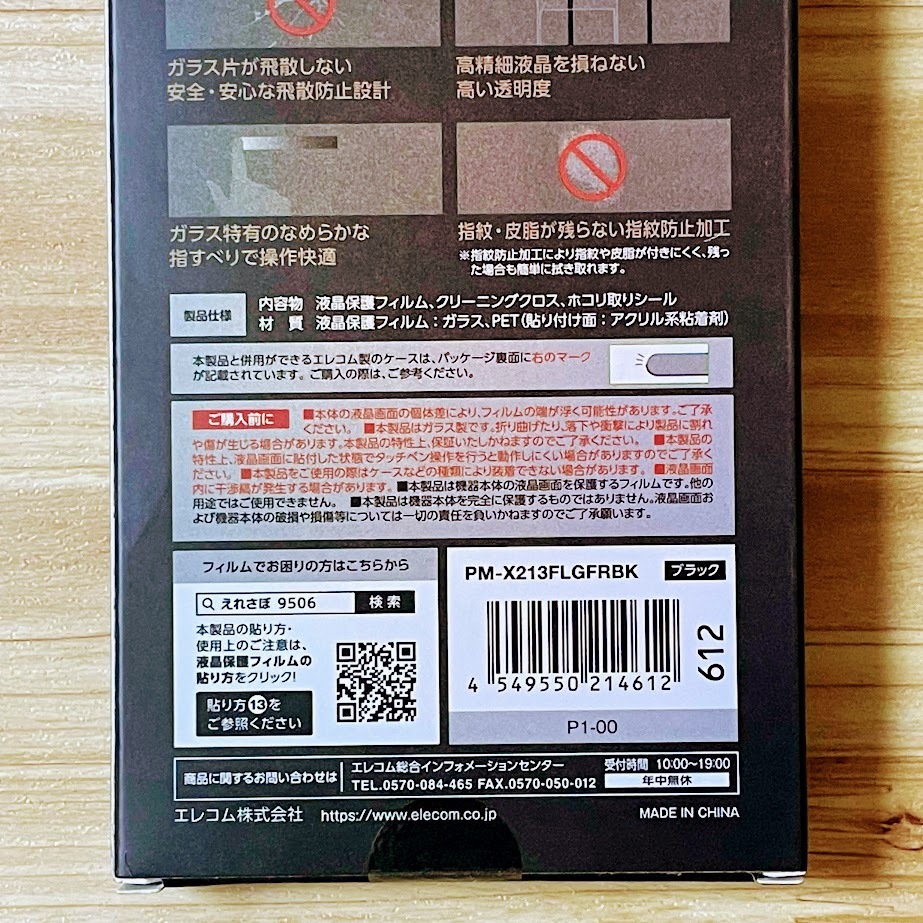 ガラス片が飛散しない
安全・安心な飛散防止設計
高精細液晶を損ねない
高い透明度
ガラス特有のなめらかな
指すべりで操作快適
指紋・皮脂が残らない指紋防止加工
※指紋防止加工により指紋や皮脂が付きにくく、残っ
た場合も簡単に拭き取れます。
製品仕様
内容物 液晶保護フィルム、クリーニングクロス、ホコリ取りシール
材 質 液晶保護フィルム：ガラス、PET（貼り付け面：アクリル系粘着剤）
本製品と併用ができるエレコム製のケースは、パッケージ裏面に右のマーク
が記載されています。ご購入の際は、ご参考ください。
ご購入前に ■本体の液晶画面の個体差により、フィルムの端が浮く可能性があります。ご了承
ください。 ■本製品はガラス製です。折り曲げたり、落下や衝撃により製品に割れ
や傷が生じる場合があります。本製品の特性上、保証いたしかねますのでご了承ください。 ■本製品の
特性上、液晶画面に貼付した状態でタッチペン操作を行うと動作しにくい場合がありますのでご了承く
ださい。 ■本製品をご使用の際はケースなどの種類により装着できない場合があります。 ■液晶画面
内に干渉縞が発生する場合があります。 ■本製品は機器本体の液晶画面を保護するフィルムです。他の
用途ではご使用できません。 ■本製品は機器本体を完全に保護するものではありません。液晶画面お
よび機器本体の破損や損傷等については一切の責任を負いかねますのでご了承願います。
フィルムでお困りの方はこちらから
えれさぽ 9506 検索
本製品の貼り方・
使用上のご注意は、
液晶保護フィルムの
貼り方をクリック!
貼り方⑬を
ご参照ください
PM-X213FLGFRBK ブラック
4 549550 214612
612
P1-00
商品に関するお問い合わせは
エレコム総合インフォメーションセンター
TEL.0570-084-465 FAX.0570-050-012
受付時間 10:00〜19:00
年中無休
エレコム株式会社 https://www.elecom.co.jp
MADE IN CHINA